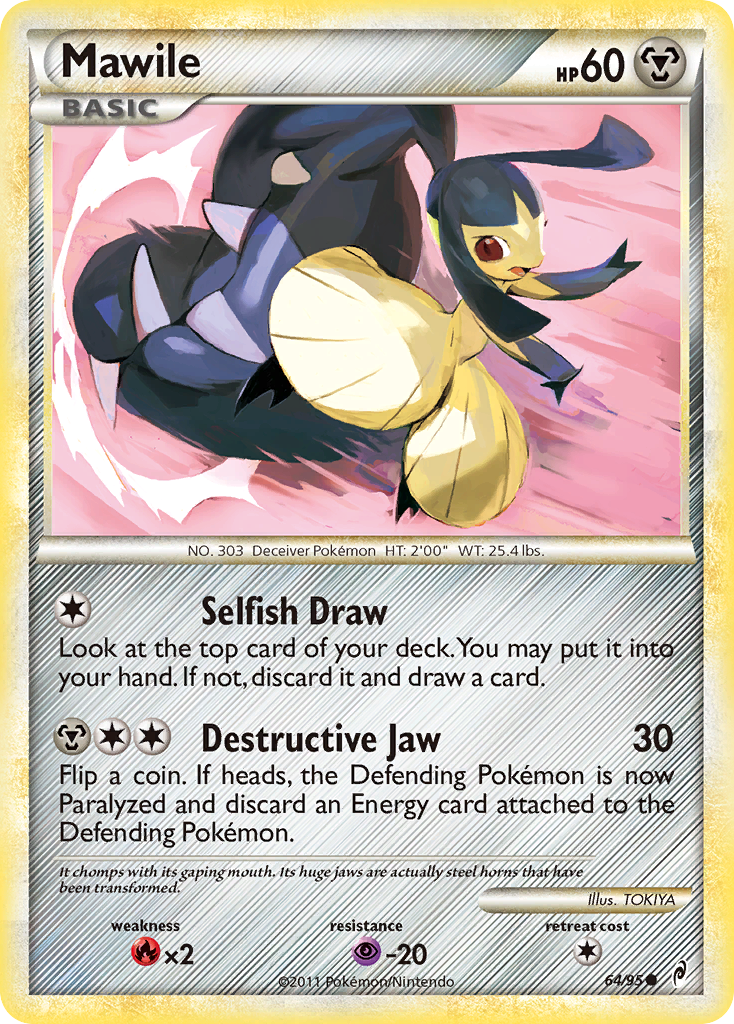 Mawile
HP60
BASIC
NO. 303 Deceiver Pokémon HT: 2'00" WT: 25.4 lbs.
Selfish Draw
Look at the top card of your deck. You may put it into
your hand. If not, discard it and draw a card.
Destructive Jaw 30
Flip a coin. If heads, the Defending Pokémon is now
Paralyzed and discard an Energy card attached to the
Defending Pokémon.
It chomps with its gaping mouth. Its huge jaws are actually steel horns that have
been transformed.
Illus. TOKIYA
weakness resistance retreat cost
×2 -20
©2011 Pokémon/Nintendo 64/95